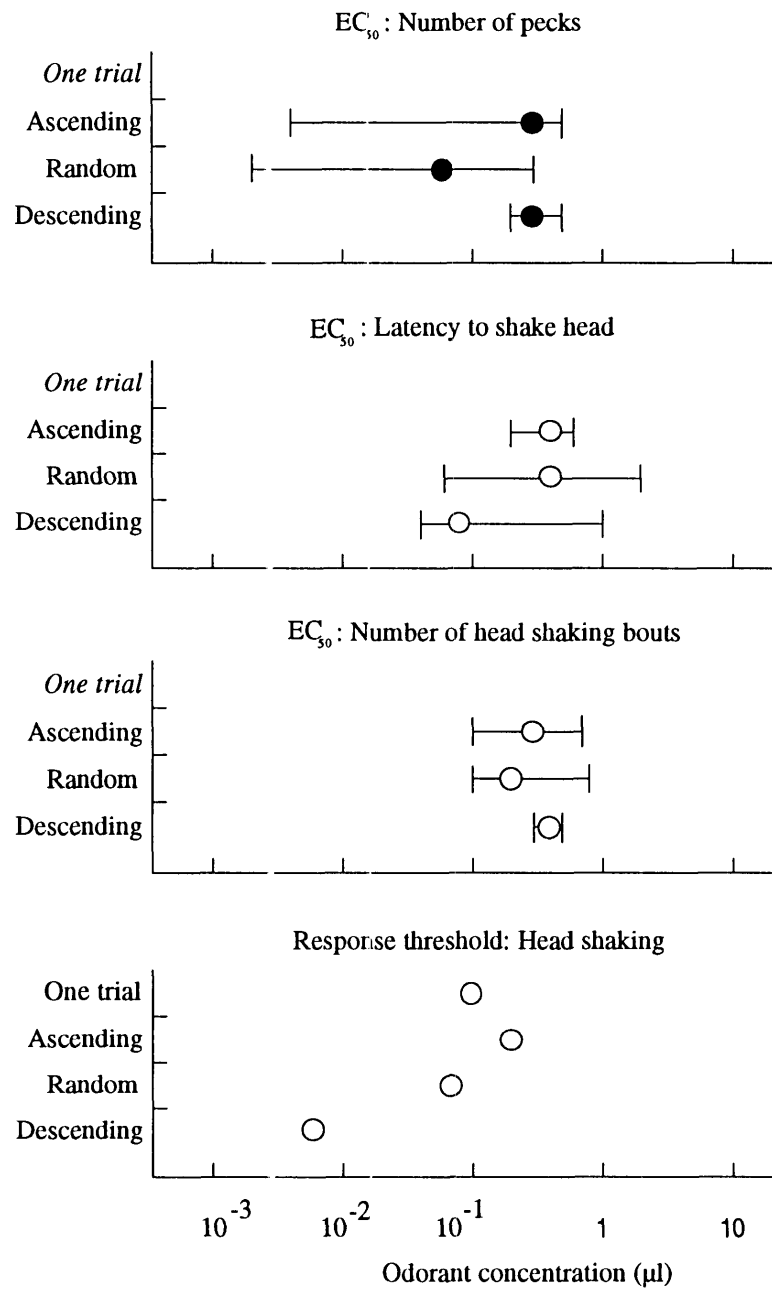 EC50 : Number of pecks
One trial
Ascending
Random
Descending
EC50 : Latency to shake head
One trial
Ascending
Random
Descending
EC50 : Number of head shaking bouts
One trial
Ascending
Random
Descending
Response threshold: Head shaking
One trial
Ascending
Random
Descending
10-3 10-2 10-1 1 10
Odorant concentration (µl)